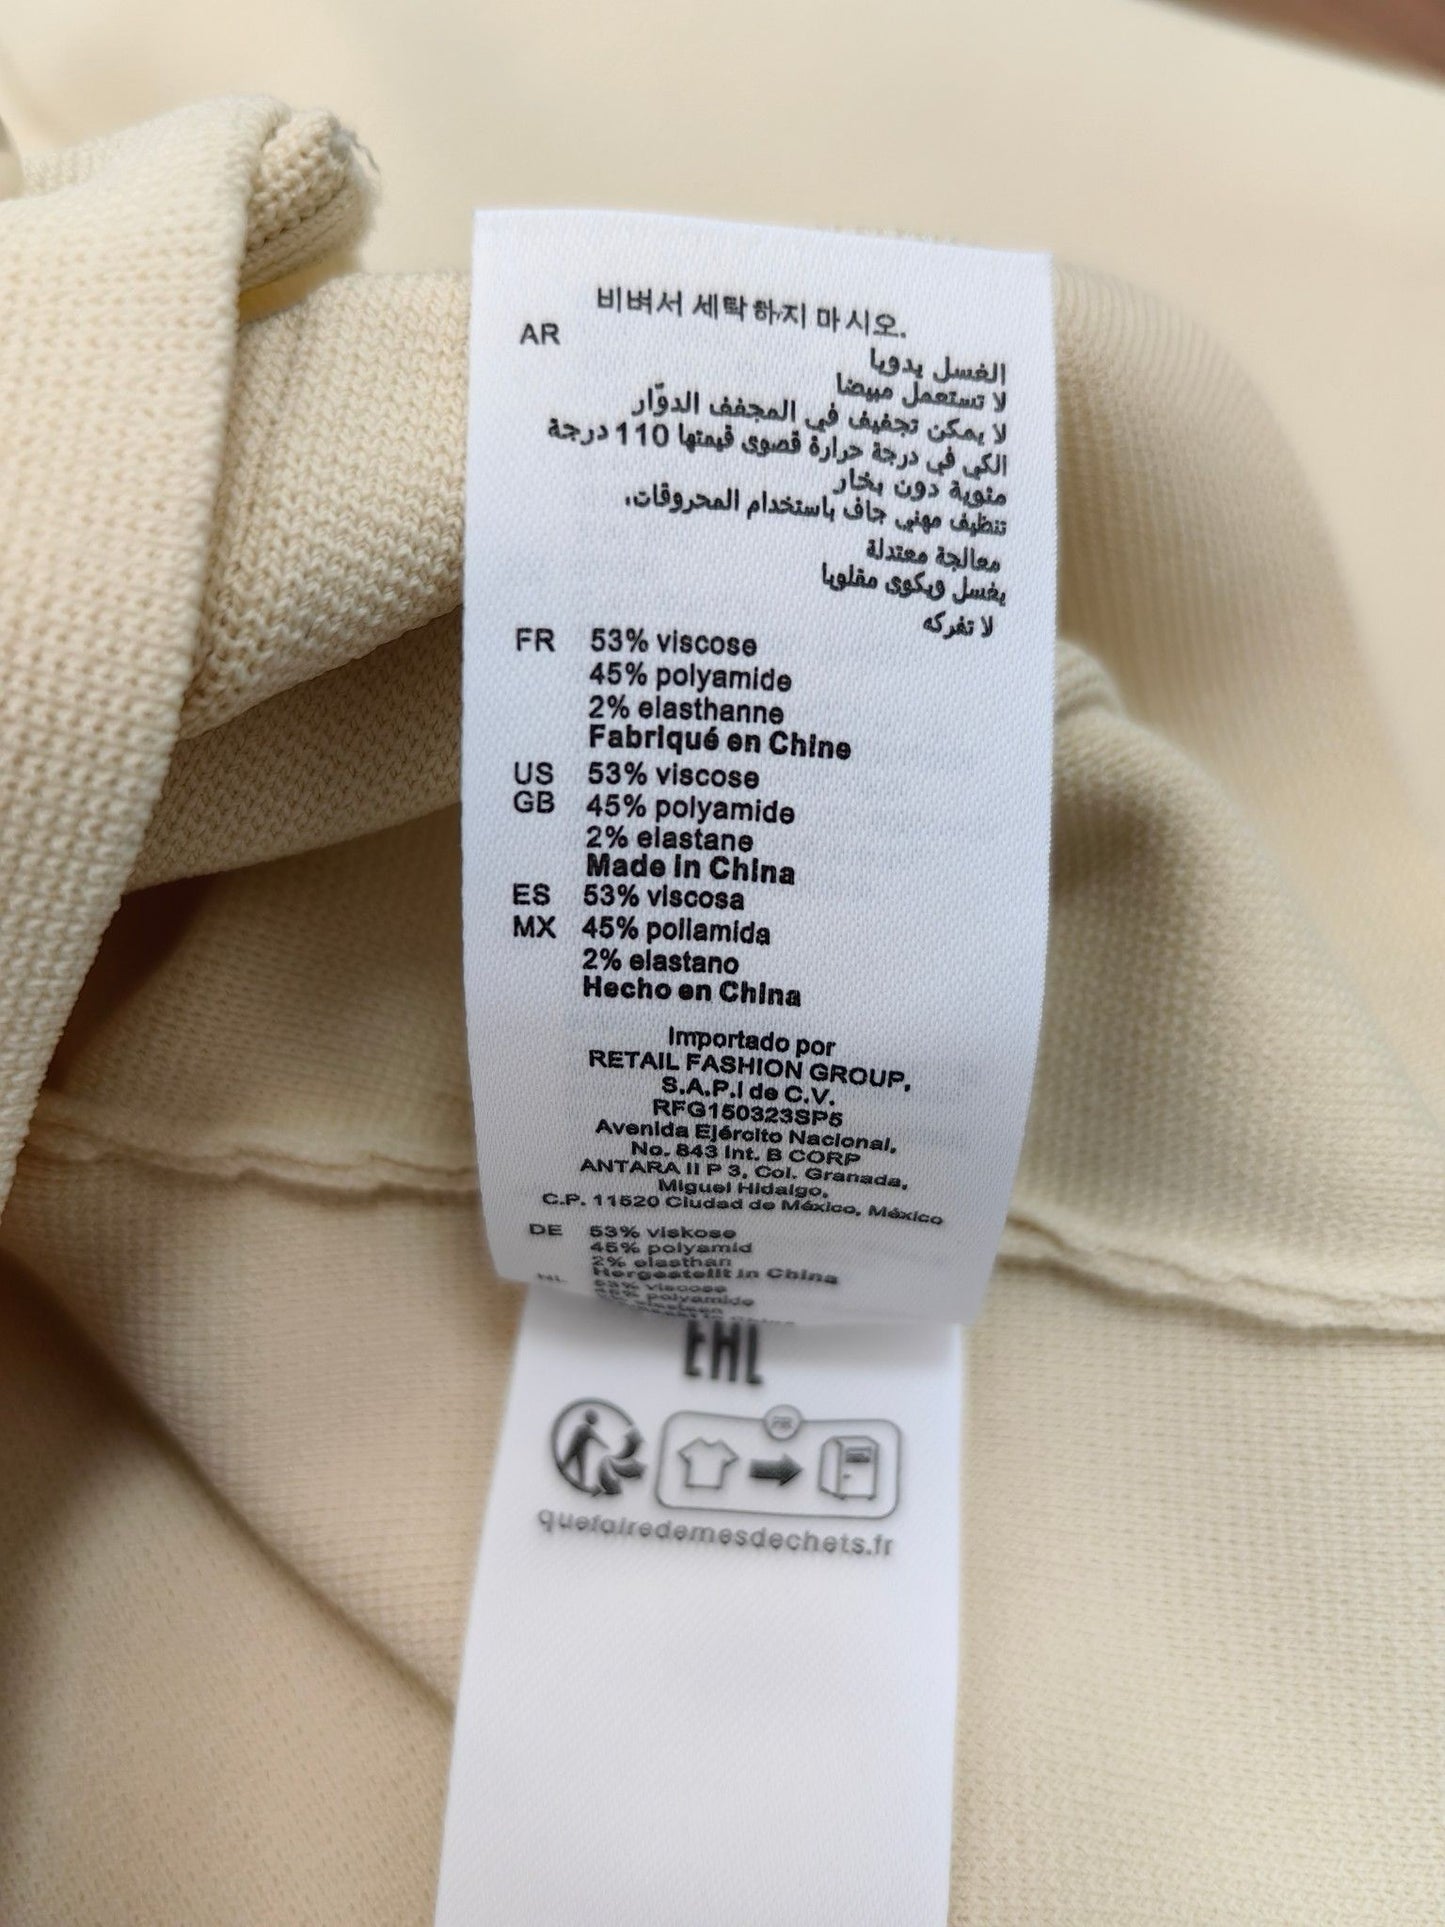 비벼서 세탁하지 마시오.
AR
الغسل يدويا
لا تستعمل مبيضا
لا يمكن تجفيف في المجفف الدوّار
الكي في درجة حرارة قصوى قيمتها 110 درجة
مئوية دون بخار
تنظيف مهني جاف باستخدام المحروقات،
معالجة معتدلة
يغسل ويكوى مقلوبا
لا تفركه
FR 53% viscose
45% polyamide
2% elasthanne
Fabriqué en Chine
US 53% viscose
GB 45% polyamide
2% elastane
Made in China
ES 53% viscosa
MX 45% poliamida
2% elastano
Hecho en China
Importado por
RETAIL FASHION GROUP,
S.A.P.I de C.V.
RFG150323SP5
Avenida Ejército Nacional,
No. 843 Int. B CORP
ANTARA II P 3, Col. Granada,
Miguel Hidalgo,
C.P. 11520 Ciudad de México, México
DE 53% viskose
45% polyamid
2% elasthan
Hergestellt in China
NL 53% viscose
45% polyamide
EAC
FR
quefairedemesdechets.fr